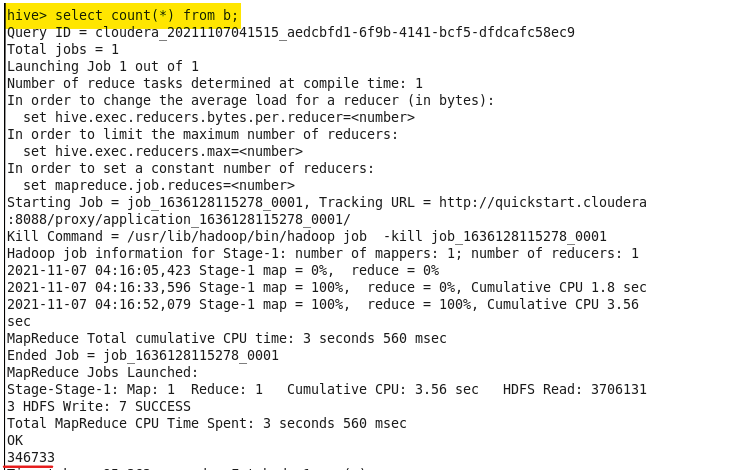 hive> select count(*) from b;
Query ID = cloudera_20211107041515_aedcbfd1-6f9b-4141-bcf5-dfdcafc58ec9
Total jobs = 1
Launching Job 1 out of 1
Number of reduce tasks determined at compile time: 1
In order to change the average load for a reducer (in bytes):
  set hive.exec.reducers.bytes.per.reducer=<number>
In order to limit the maximum number of reducers:
  set hive.exec.reducers.max=<number>
In order to set a constant number of reducers:
  set mapreduce.job.reduces=<number>
Starting Job = job_1636128115278_0001, Tracking URL = http://quickstart.cloudera
:8088/proxy/application_1636128115278_0001/
Kill Command = /usr/lib/hadoop/bin/hadoop job  -kill job_1636128115278_0001
Hadoop job information for Stage-1: number of mappers: 1; number of reducers: 1
2021-11-07 04:16:05,423 Stage-1 map = 0%,  reduce = 0%
2021-11-07 04:16:33,596 Stage-1 map = 100%,  reduce = 0%, Cumulative CPU 1.8 sec
2021-11-07 04:16:52,079 Stage-1 map = 100%,  reduce = 100%, Cumulative CPU 3.56
sec
MapReduce Total cumulative CPU time: 3 seconds 560 msec
Ended Job = job_1636128115278_0001
MapReduce Jobs Launched:
Stage-Stage-1: Map: 1  Reduce: 1   Cumulative CPU: 3.56 sec   HDFS Read: 3706131
3 HDFS Write: 7 SUCCESS
Total MapReduce CPU Time Spent: 3 seconds 560 msec
OK
346733